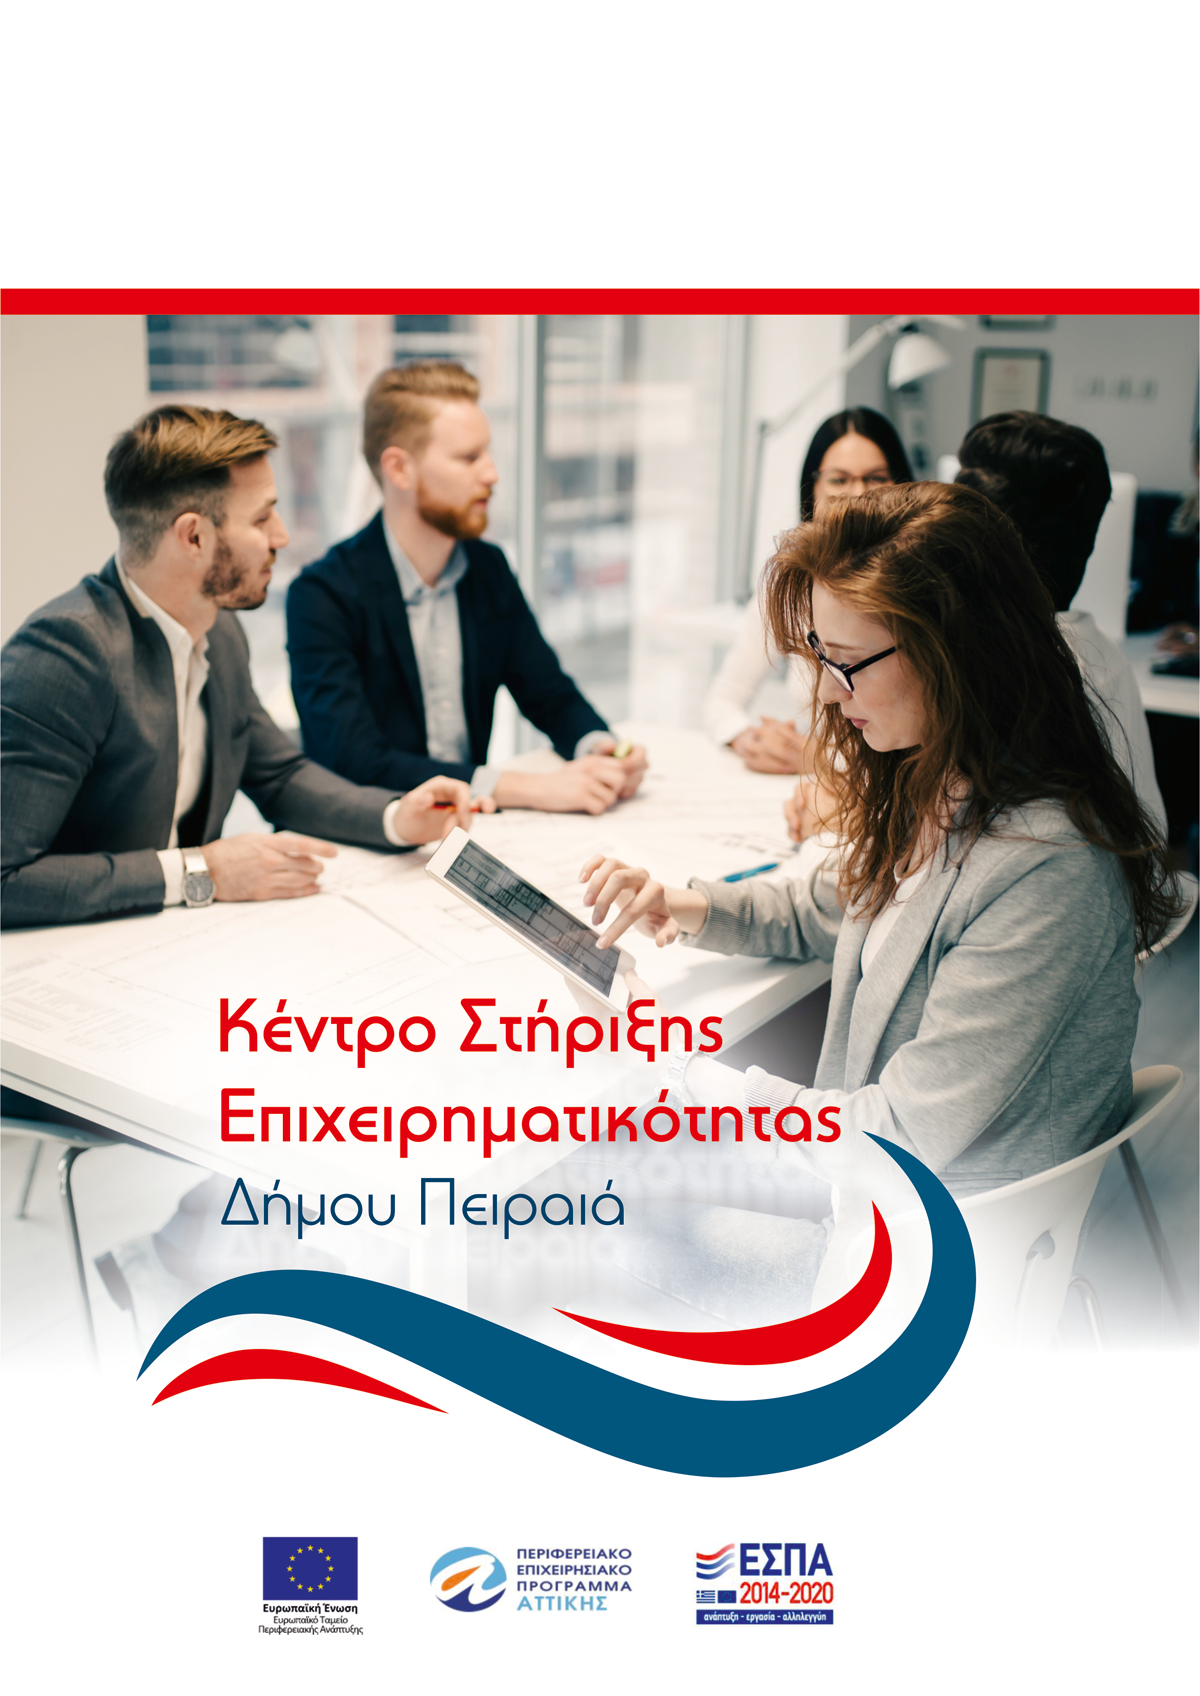 Κέντρο Στήριξης
Επιχειρηματικότητας
Δήμου Πειραιά
Ευρωπαϊκή Ένωση
Ευρωπαϊκό Ταμείο
Περιφερειακής Ανάπτυξης
ΠΕΡΙΦΕΡΕΙΑΚΟ
ΕΠΙΧΕΙΡΗΣΙΑΚΟ
ΠΡΟΓΡΑΜΜΑ
ΑΤΤΙΚΗΣ
ΕΣΠΑ
2014-2020
ανάπτυξη - εργασία - αλληλεγγύη